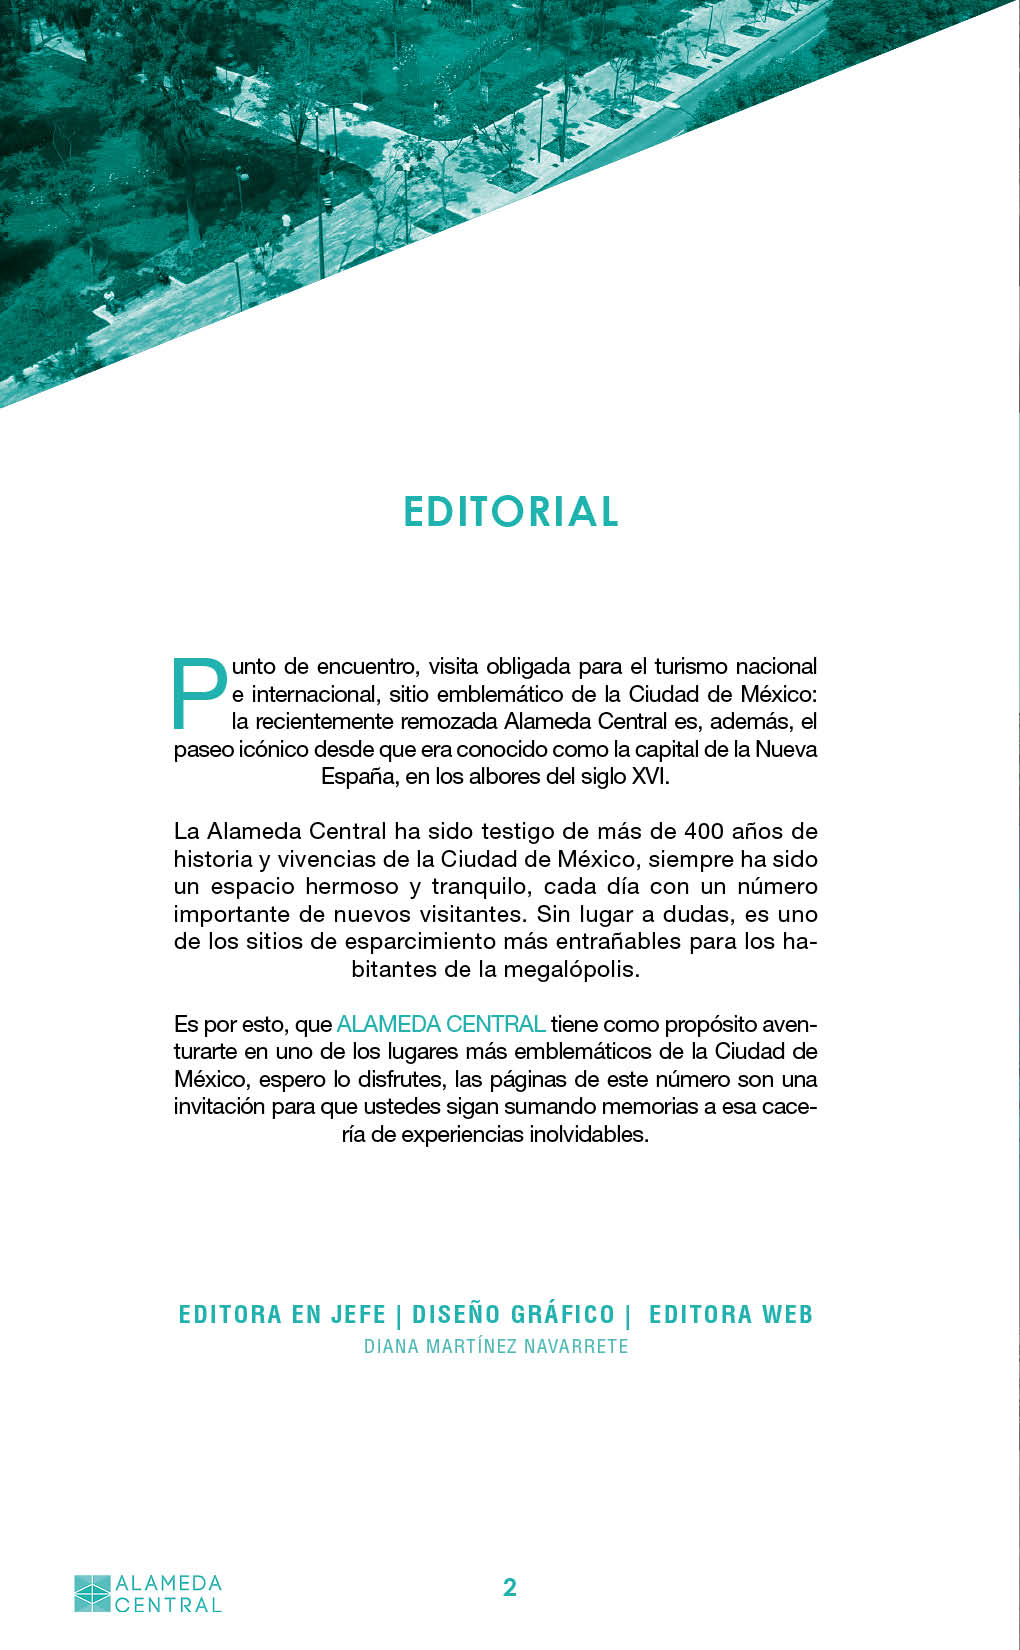 EDITORIAL
Punto de encuentro, visita obligada para el turismo nacional
e internacional, sitio emblemático de la Ciudad de México:
la recientemente remozada Alameda Central es, además, el
paseo icónico desde que era conocido como la capital de la Nueva
España, en los albores del siglo XVI.
La Alameda Central ha sido testigo de más de 400 años de
historia y vivencias de la Ciudad de México, siempre ha sido
un espacio hermoso y tranquilo, cada día con un número
importante de nuevos visitantes. Sin lugar a dudas, es uno
de los sitios de esparcimiento más entrañables para los ha-
bitantes de la megalópolis.
Es por esto, que ALAMEDA CENTRAL tiene como propósito aven-
turarte en uno de los lugares más emblemáticos de la Ciudad de
México, espero lo disfrutes, las páginas de este número son una
invitación para que ustedes sigan sumando memorias a esa cace-
ría de experiencias inolvidables.
EDITORA EN JEFE | DISEÑO GRÁFICO | EDITORA WEB
DIANA MARTÍNEZ NAVARRETE
ALAMEDA
CENTRAL
2